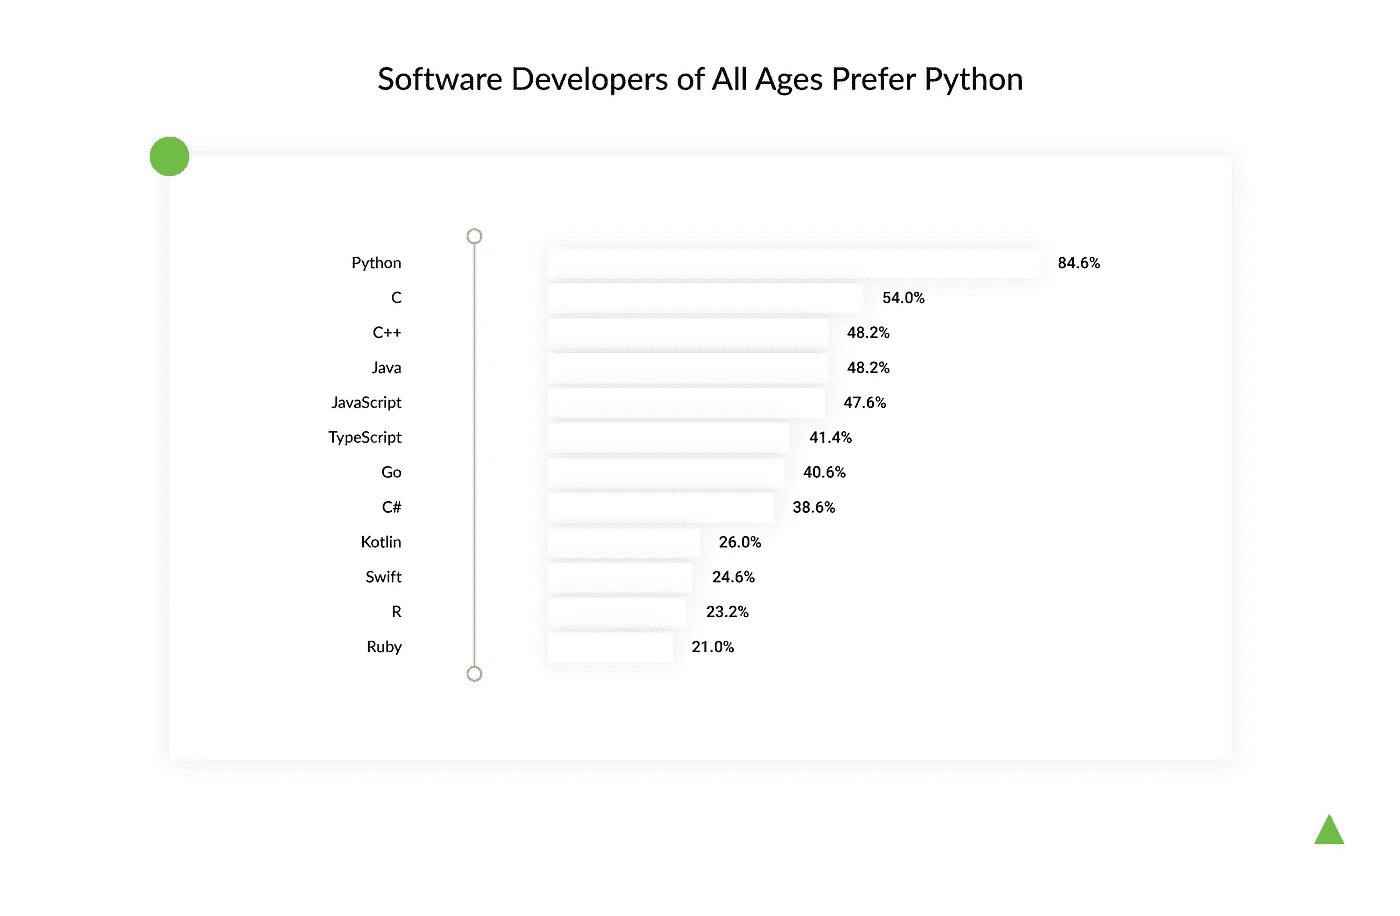 Software Developers of All Ages Prefer Python
Python 84.6%
C 54.0%
C++ 48.2%
Java 48.2%
JavaScript 47.6%
TypeScript 41.4%
Go 40.6%
C# 38.6%
Kotlin 26.0%
Swift 24.6%
R 23.2%
Ruby 21.0%